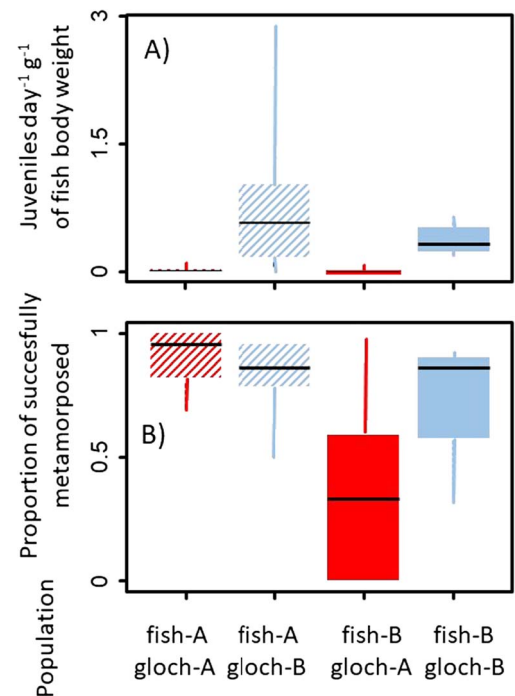 Juveniles day⁻¹ g⁻¹
of fish body weight
3
1.5
0
A)
Proportion of succesfully
metamorposed
1
0.5
0
B)
Population
fish-A fish-A fish-B fish-B
gloch-A gloch-B gloch-A gloch-B